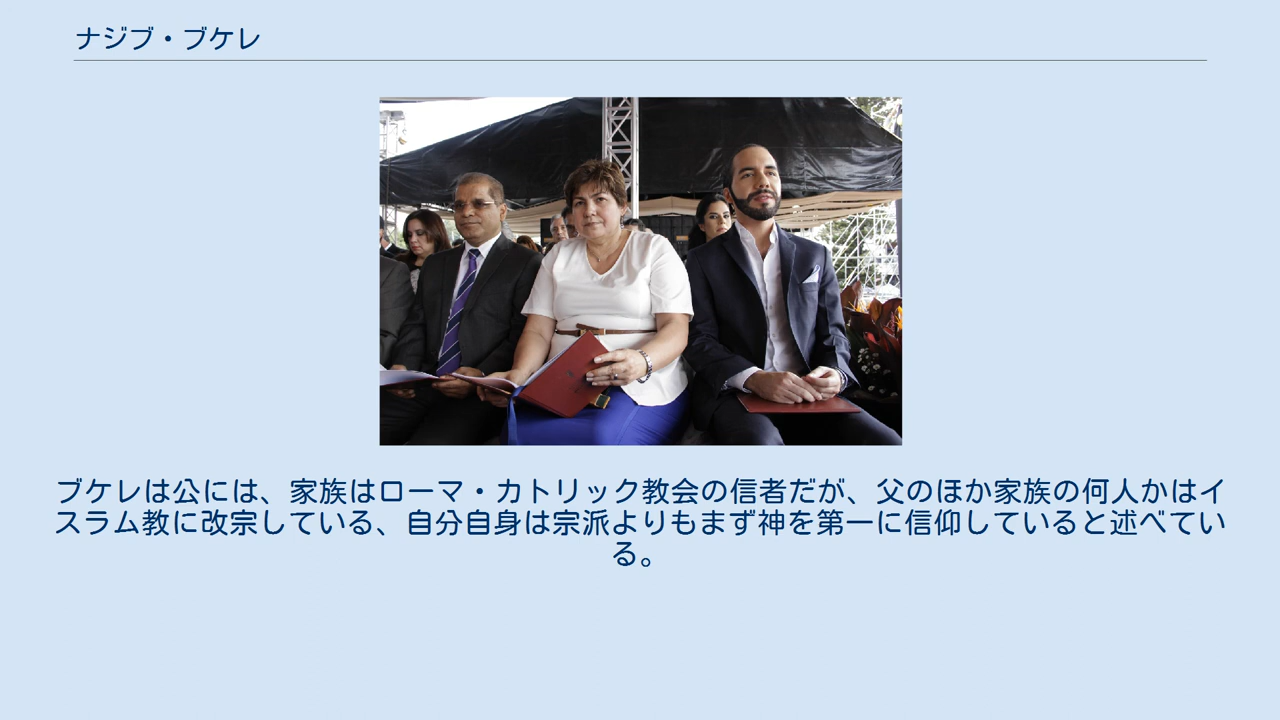 ナジブ・ブケレ
ブケレは公には、家族はローマ・カトリック教会の信者だが、父のほか家族の何人かはイ
スラム教に改宗している、自分自身は宗派よりもまず神を第一に信仰していると述べてい
る。